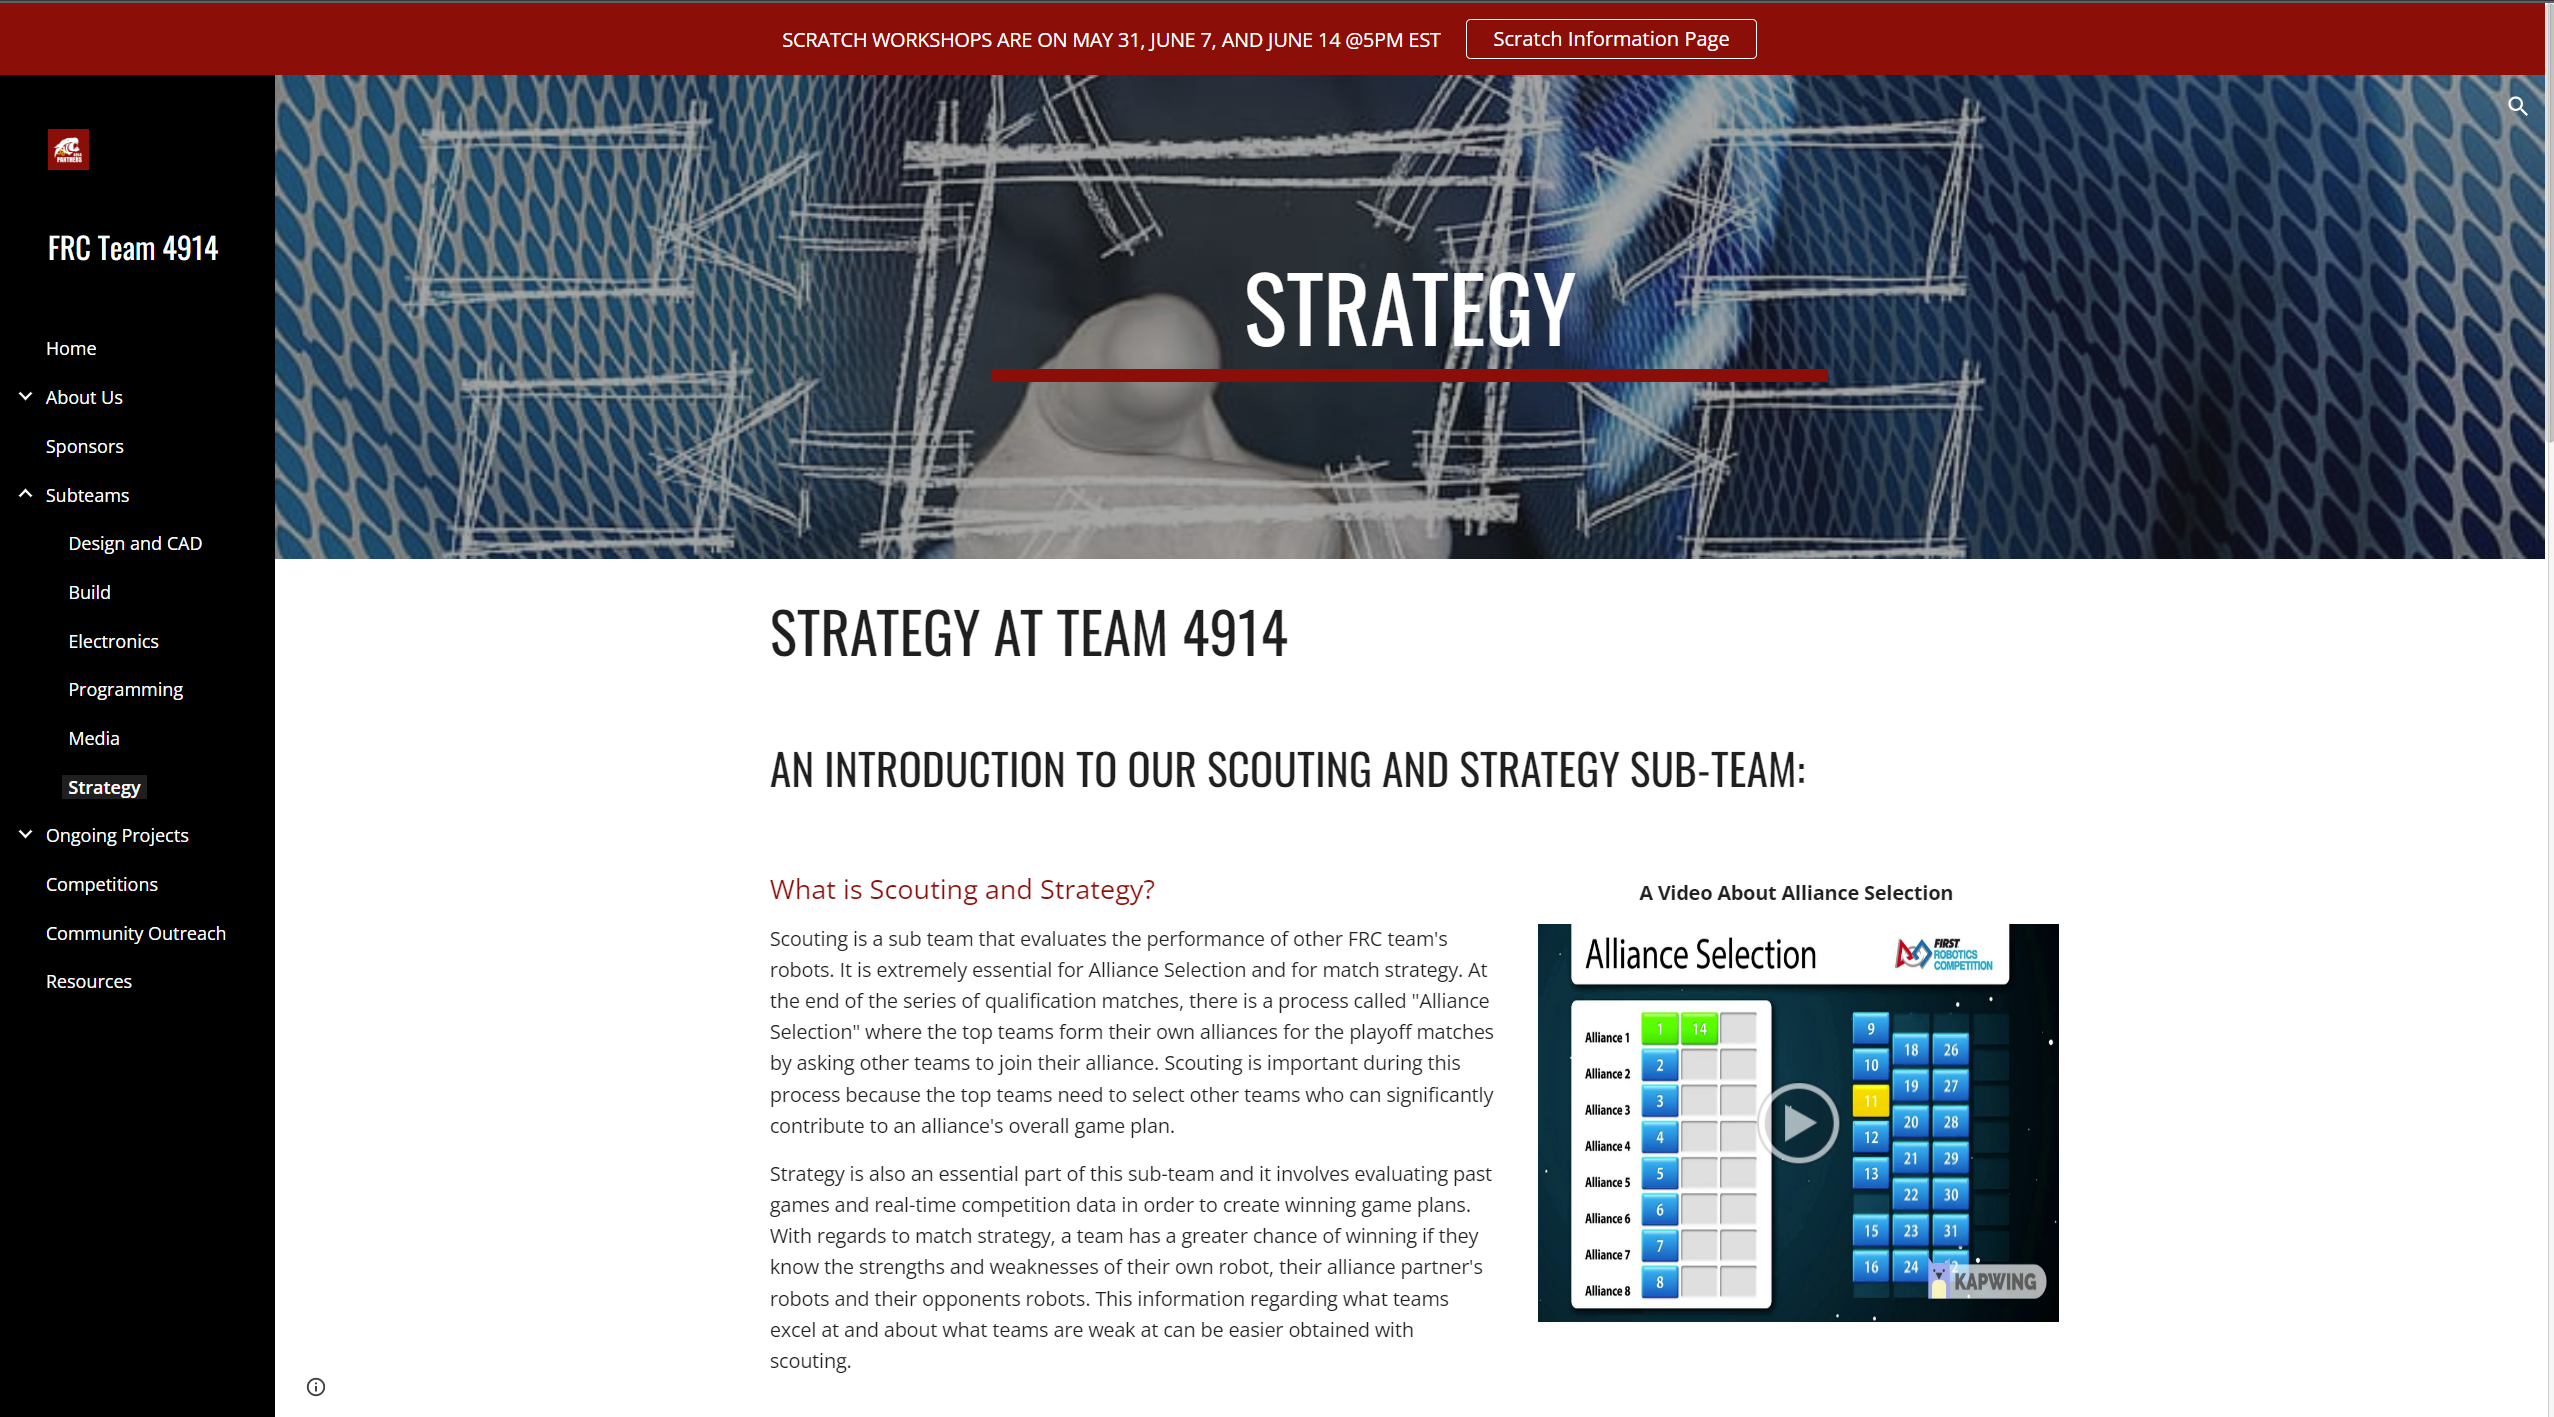 SCRATCH WORKSHOPS ARE ON MAY 31, JUNE 7, AND JUNE 14 @5PM EST
Scratch Information Page
PANTHERS
FRC Team 4914
Home
About Us
Sponsors
Subteams
Design and CAD
Build
Electronics
Programming
Media
Strategy
Ongoing Projects
Competitions
Community Outreach
Resources
STRATEGY
STRATEGY AT TEAM 4914
AN INTRODUCTION TO OUR SCOUTING AND STRATEGY SUB-TEAM:
What is Scouting and Strategy?
Scouting is a sub team that evaluates the performance of other FRC team's
robots. It is extremely essential for Alliance Selection and for match strategy. At
the end of the series of qualification matches, there is a process called "Alliance
Selection" where the top teams form their own alliances for the playoff matches
by asking other teams to join their alliance. Scouting is important during this
process because the top teams need to select other teams who can significantly
contribute to an alliance's overall game plan.
Strategy is also an essential part of this sub-team and it involves evaluating past
games and real-time competition data in order to create winning game plans.
With regards to match strategy, a team has a greater chance of winning if they
know the strengths and weaknesses of their own robot, their alliance partner's
robots and their opponents robots. This information regarding what teams
excel at and about what teams are weak at can be easier obtained with
scouting.
A Video About Alliance Selection
Alliance Selection
FIRST
ROBOTICS
COMPETITION
Alliance 1 1 14
Alliance 2 2
Alliance 3 3
Alliance 4 4
Alliance 5 5
Alliance 6 6
Alliance 7 7
Alliance 8 8
9
18 26
10
19 27
11
20 28
12
21 29
13
22 30
15 23 31
16 24
KAPWING